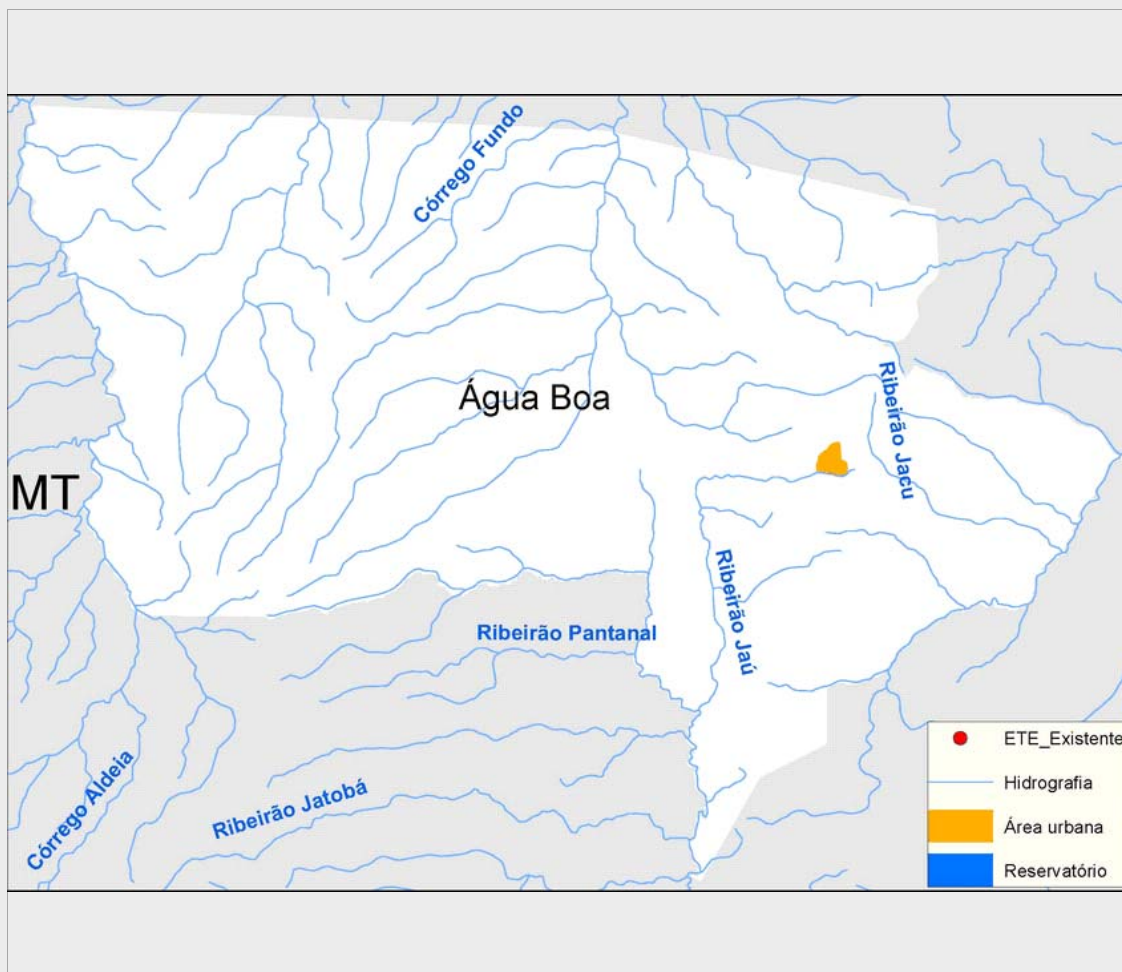 Córrego Fundo
Água Boa
Ribeirão Jacu
MT
Ribeirão Jaú
Ribeirão Pantanal
Córrego Aldeia
Ribeirão Jatobá
ETE_Existente
Hidrografia
Área urbana
Reservatório